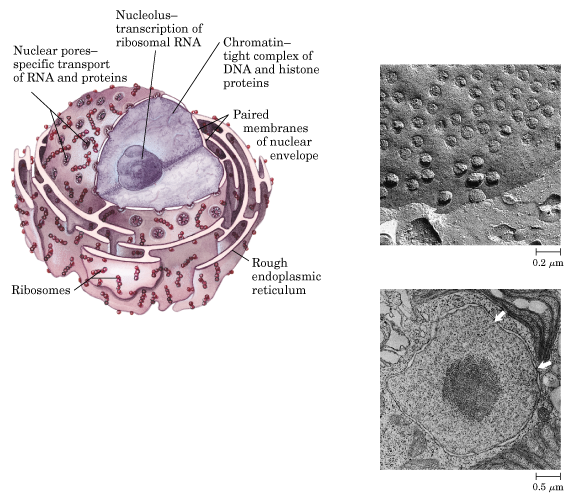 Nucleolus–
transcription of
ribosomal RNA
Nuclear pores–
specific transport
of RNA and proteins
Chromatin–
tight complex of
DNA and histone
proteins
Paired
membranes
of nuclear
envelope
Rough
endoplasmic
reticulum
Ribosomes
0.2 μm
0.5 μm